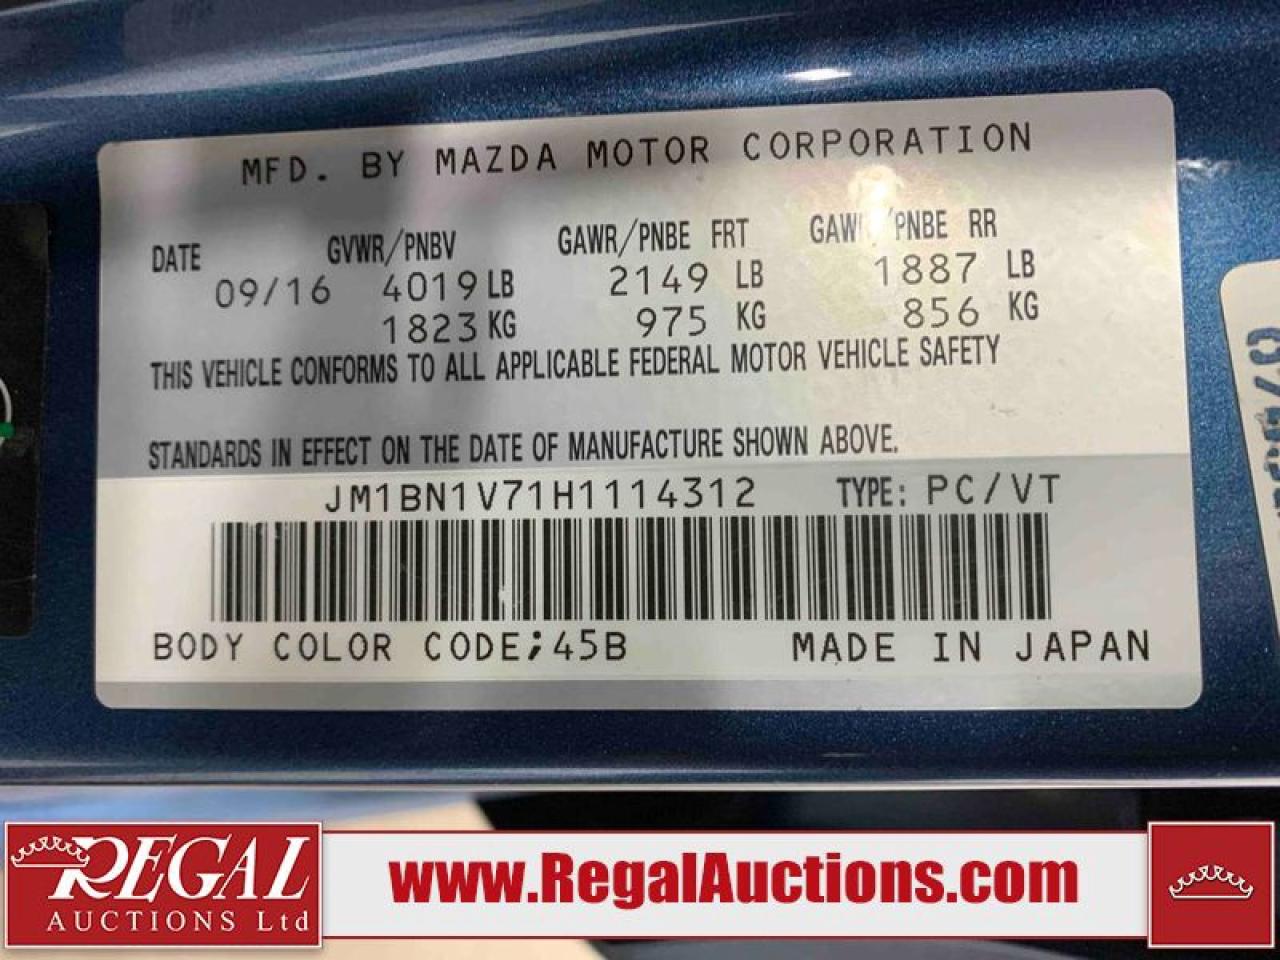 MFD. BY MAZDA MOTOR CORPORATION
DATE GVWR/PNBV GAWR/PNBE FRT GAWR/PNBE RR
09/16 4019 LB 2149 LB 1887 LB
1823 KG 975 KG 856 KG
THIS VEHICLE CONFORMS TO ALL APPLICABLE FEDERAL MOTOR VEHICLE SAFETY
STANDARDS IN EFFECT ON THE DATE OF MANUFACTURE SHOWN ABOVE.
JM1BN1V71H1114312 TYPE: PC/VT
BODY COLOR CODE;45B MADE IN JAPAN
REGAL
AUCTIONS Ltd
www.RegalAuctions.com